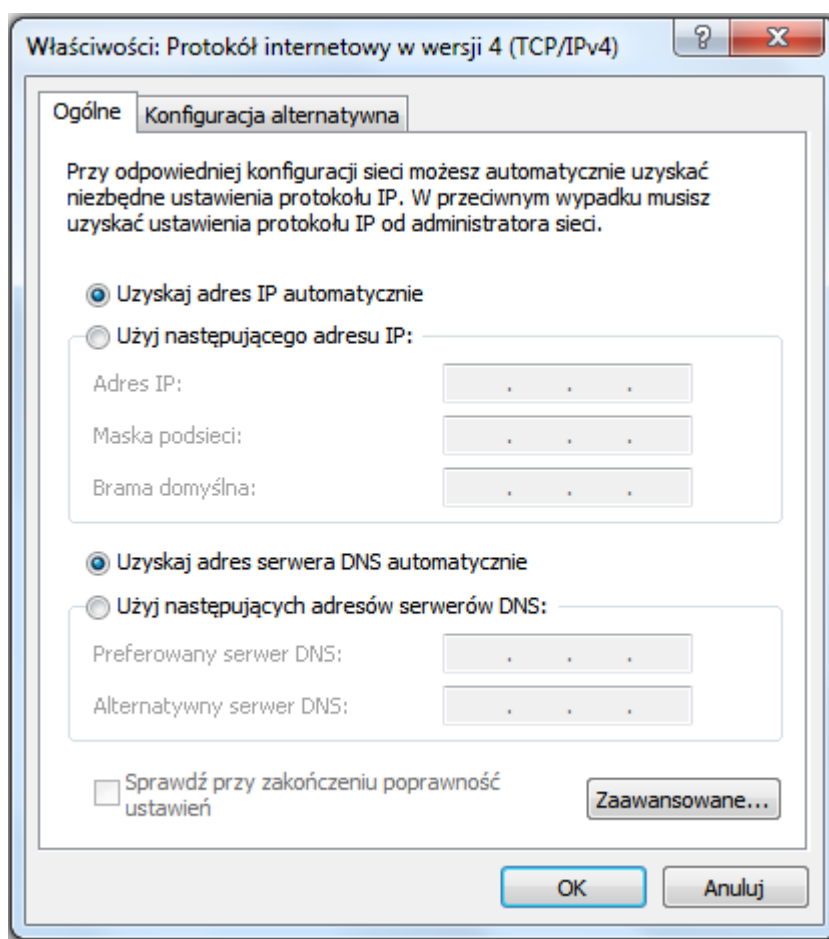 Właściwości: Protokół internetowy w wersji 4 (TCP/IPv4)
Ogólne
Konfiguracja alternatywna
Przy odpowiedniej konfiguracji sieci możesz automatycznie uzyskać
niezbędne ustawienia protokołu IP. W przeciwnym wypadku musisz
uzyskać ustawienia protokołu IP od administratora sieci.
Uzyskaj adres IP automatycznie
Użyj następującego adresu IP:
Adres IP:
Maska podsieci:
Brama domyślna:
Uzyskaj adres serwera DNS automatycznie
Użyj następujących adresów serwerów DNS:
Preferowany serwer DNS:
Alternatywny serwer DNS:
Sprawdź przy zakończeniu poprawność
ustawień
Zaawansowane...
OK
Anuluj